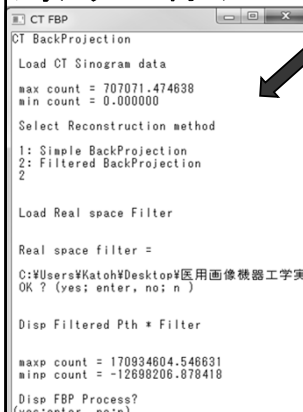 CT FBP
CT BackProjection
Load CT Sinogram data
max count = 707071.474638
min count = 0.000000
Select Reconstruction method
1: Simple BackProjection
2: Filtered BackProjection
2
Load Real space Filter
Real space filter =
C:¥Users¥Katoh¥Desktop¥医用画像機器工学実
OK ? (yes; enter, no; n )
Disp Filtered Pth * Filter
maxp count = 170934604.546631
minp count = -12698206.878418
Disp FBP Process?
(yes:enter, no:n)